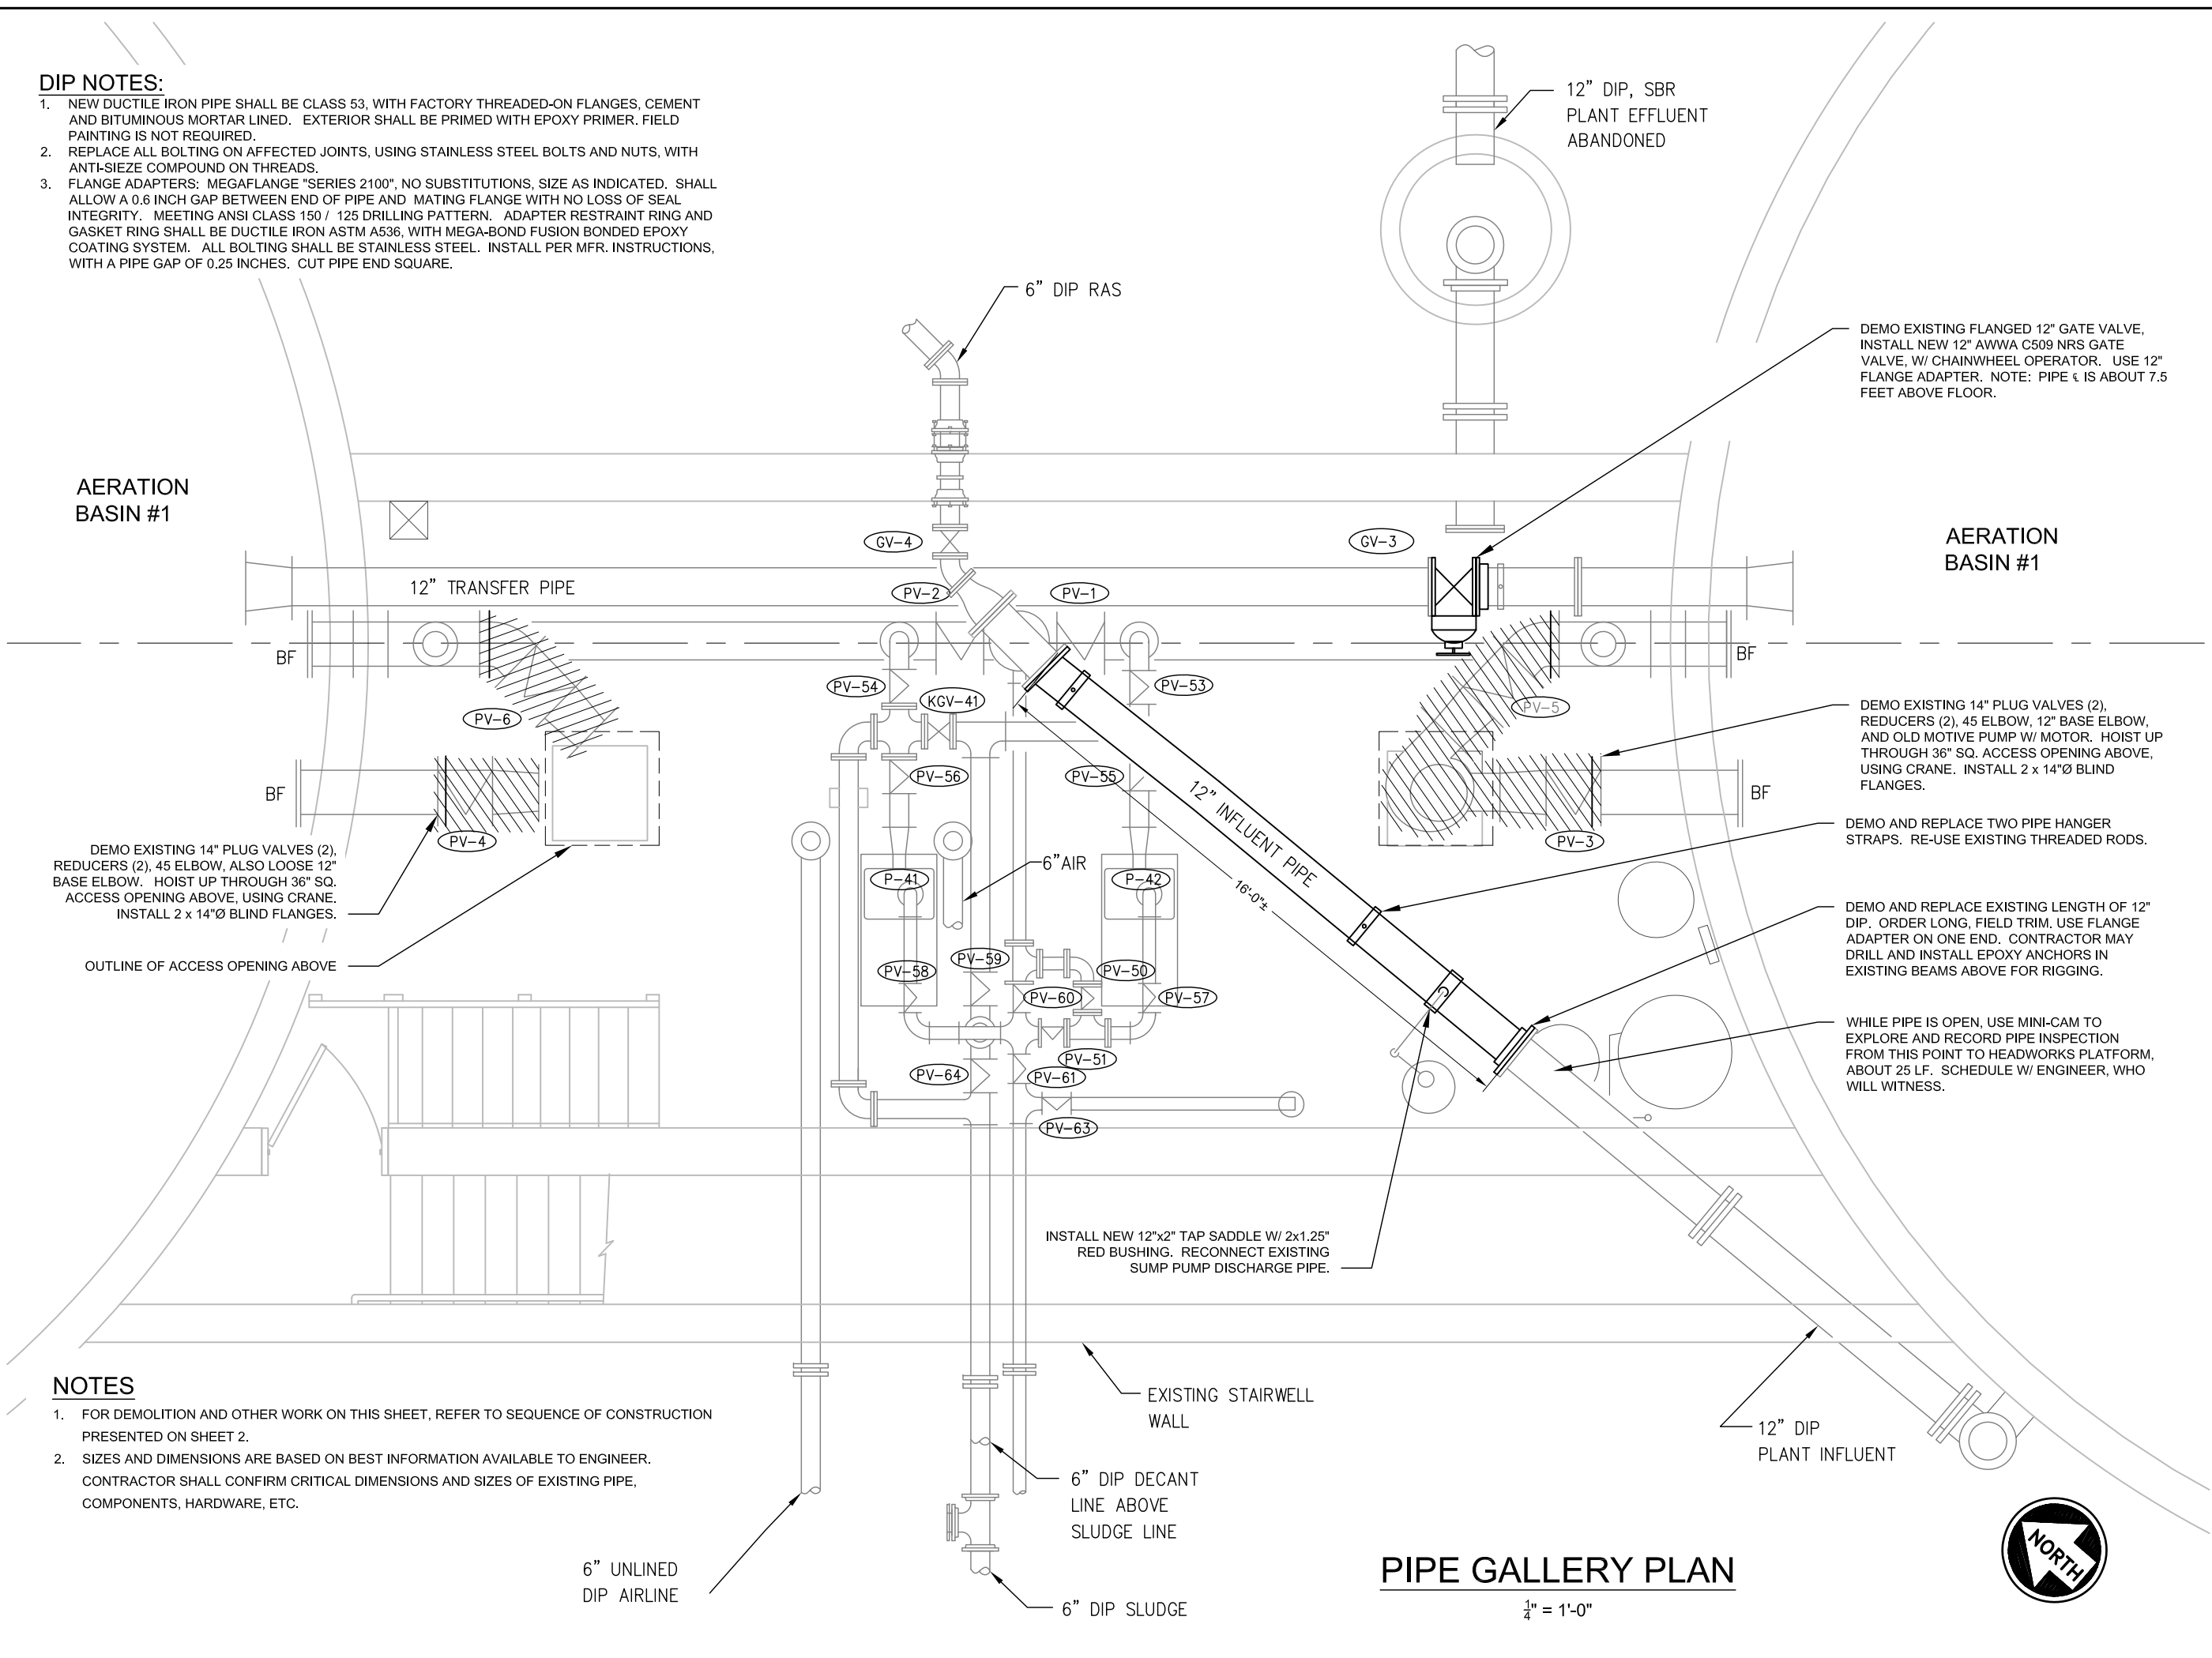 DIP NOTES:
1. NEW DUCTILE IRON PIPE SHALL BE CLASS 53, WITH FACTORY THREADED-ON FLANGES, CEMENT
AND BITUMINOUS MORTAR LINED. EXTERIOR SHALL BE PRIMED WITH EPOXY PRIMER. FIELD
PAINTING IS NOT REQUIRED.
2. REPLACE ALL BOLTING ON AFFECTED JOINTS, USING STAINLESS STEEL BOLTS AND NUTS, WITH
ANTI-SIEZE COMPOUND ON THREADS.
3. FLANGE ADAPTERS: MEGAFLANGE "SERIES 2100", NO SUBSTITUTIONS, SIZE AS INDICATED. SHALL
ALLOW A 0.6 INCH GAP BETWEEN END OF PIPE AND MATING FLANGE WITH NO LOSS OF SEAL
INTEGRITY. MEETING ANSI CLASS 150 / 125 DRILLING PATTERN. ADAPTER RESTRAINT RING AND
GASKET RING SHALL BE DUCTILE IRON ASTM A536, WITH MEGA-BOND FUSION BONDED EPOXY
COATING SYSTEM. ALL BOLTING SHALL BE STAINLESS STEEL. INSTALL PER MFR. INSTRUCTIONS,
WITH A PIPE GAP OF 0.25 INCHES. CUT PIPE END SQUARE.
12" DIP, SBR
PLANT EFFLUENT
ABANDONED
6" DIP RAS
DEMO EXISTING FLANGED 12" GATE VALVE,
INSTALL NEW 12" AWWA C509 NRS GATE
VALVE, W/ CHAINWHEEL OPERATOR. USE 12"
FLANGE ADAPTER. NOTE: PIPE ℄ IS ABOUT 7.5
FEET ABOVE FLOOR.
AERATION
BASIN #1
AERATION
BASIN #1
GV-4
GV-3
12" TRANSFER PIPE
PV-2
PV-1
BF
BF
PV-54
KGV-41
PV-53
PV-6
PV-5
DEMO EXISTING 14" PLUG VALVES (2),
REDUCERS (2), 45 ELBOW, 12" BASE ELBOW,
AND OLD MOTIVE PUMP W/ MOTOR. HOIST UP
THROUGH 36" SQ. ACCESS OPENING ABOVE,
USING CRANE. INSTALL 2 x 14"Ø BLIND
FLANGES.
PV-56
PV-55
BF
BF
12" INFLUENT PIPE
16'-0"±
PV-4
PV-3
DEMO AND REPLACE TWO PIPE HANGER
STRAPS. RE-USE EXISTING THREADED RODS.
DEMO EXISTING 14" PLUG VALVES (2),
REDUCERS (2), 45 ELBOW, ALSO LOOSE 12"
BASE ELBOW. HOIST UP THROUGH 36" SQ.
ACCESS OPENING ABOVE, USING CRANE.
INSTALL 2 x 14"Ø BLIND FLANGES.
OUTLINE OF ACCESS OPENING ABOVE
6"AIR
P-41
P-42
DEMO AND REPLACE EXISTING LENGTH OF 12"
DIP. ORDER LONG, FIELD TRIM. USE FLANGE
ADAPTER ON ONE END. CONTRACTOR MAY
DRILL AND INSTALL EPOXY ANCHORS IN
EXISTING BEAMS ABOVE FOR RIGGING.
PV-59
PV-58
PV-50
PV-60
PV-57
WHILE PIPE IS OPEN, USE MINI-CAM TO
EXPLORE AND RECORD PIPE INSPECTION
FROM THIS POINT TO HEADWORKS PLATFORM,
ABOUT 25 LF. SCHEDULE W/ ENGINEER, WHO
WILL WITNESS.
PV-51
PV-64
PV-61
PV-63
INSTALL NEW 12"x2" TAP SADDLE W/ 2x1.25"
RED BUSHING. RECONNECT EXISTING
SUMP PUMP DISCHARGE PIPE.
NOTES
1. FOR DEMOLITION AND OTHER WORK ON THIS SHEET, REFER TO SEQUENCE OF CONSTRUCTION
PRESENTED ON SHEET 2.
2. SIZES AND DIMENSIONS ARE BASED ON BEST INFORMATION AVAILABLE TO ENGINEER.
CONTRACTOR SHALL CONFIRM CRITICAL DIMENSIONS AND SIZES OF EXISTING PIPE,
COMPONENTS, HARDWARE, ETC.
EXISTING STAIRWELL
WALL
12" DIP
PLANT INFLUENT
6" DIP DECANT
LINE ABOVE
SLUDGE LINE
6" UNLINED
DIP AIRLINE
6" DIP SLUDGE
PIPE GALLERY PLAN
1/4" = 1'-0"
NORTH